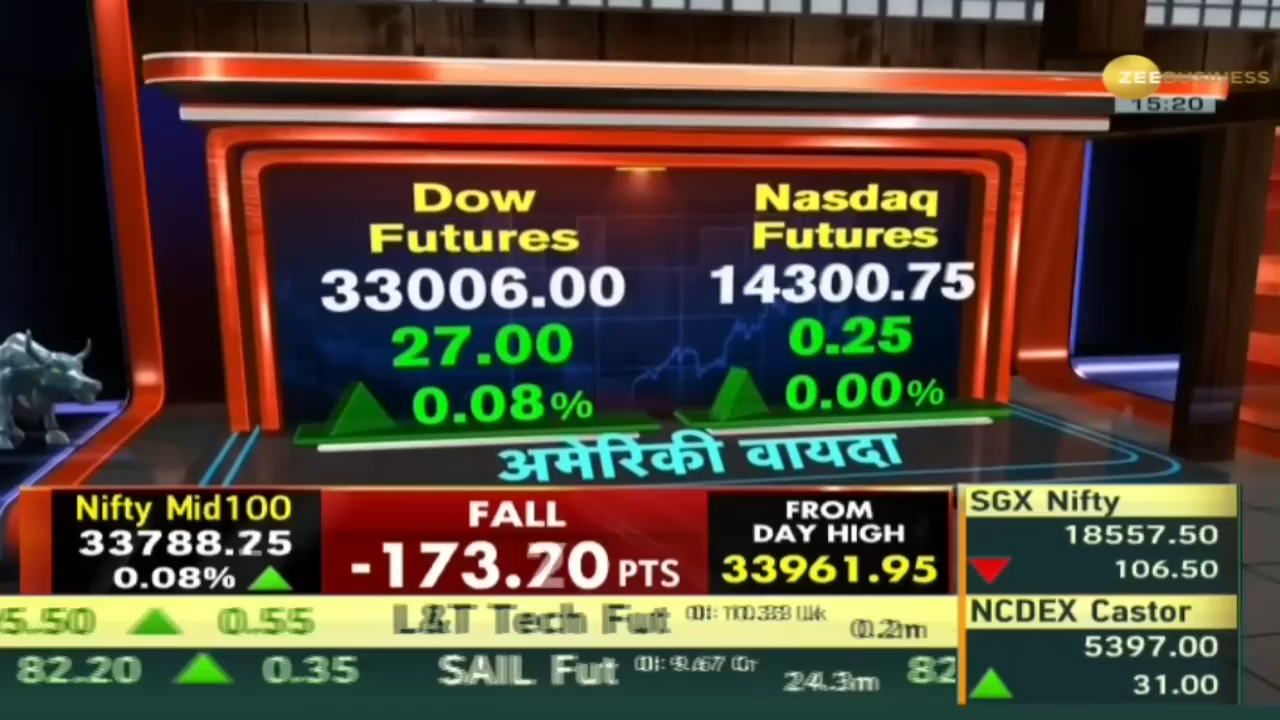 ZEE BUSINESS
15:20
Dow
Futures
33006.00
27.00
0.08%
Nasdaq
Futures
14300.75
0.25
0.00%
अमेरिकी वायदा
Nifty Mid100
33788.25
0.08%
FALL
-173.20 PTS
FROM
DAY HIGH
33961.95
SGX Nifty
18557.50
106.50
NCDEX Castor
5397.00
31.00
5.50 0.55 L&T Tech Fut 0.2m
82.20 0.35 SAIL Fut 24.3m 82